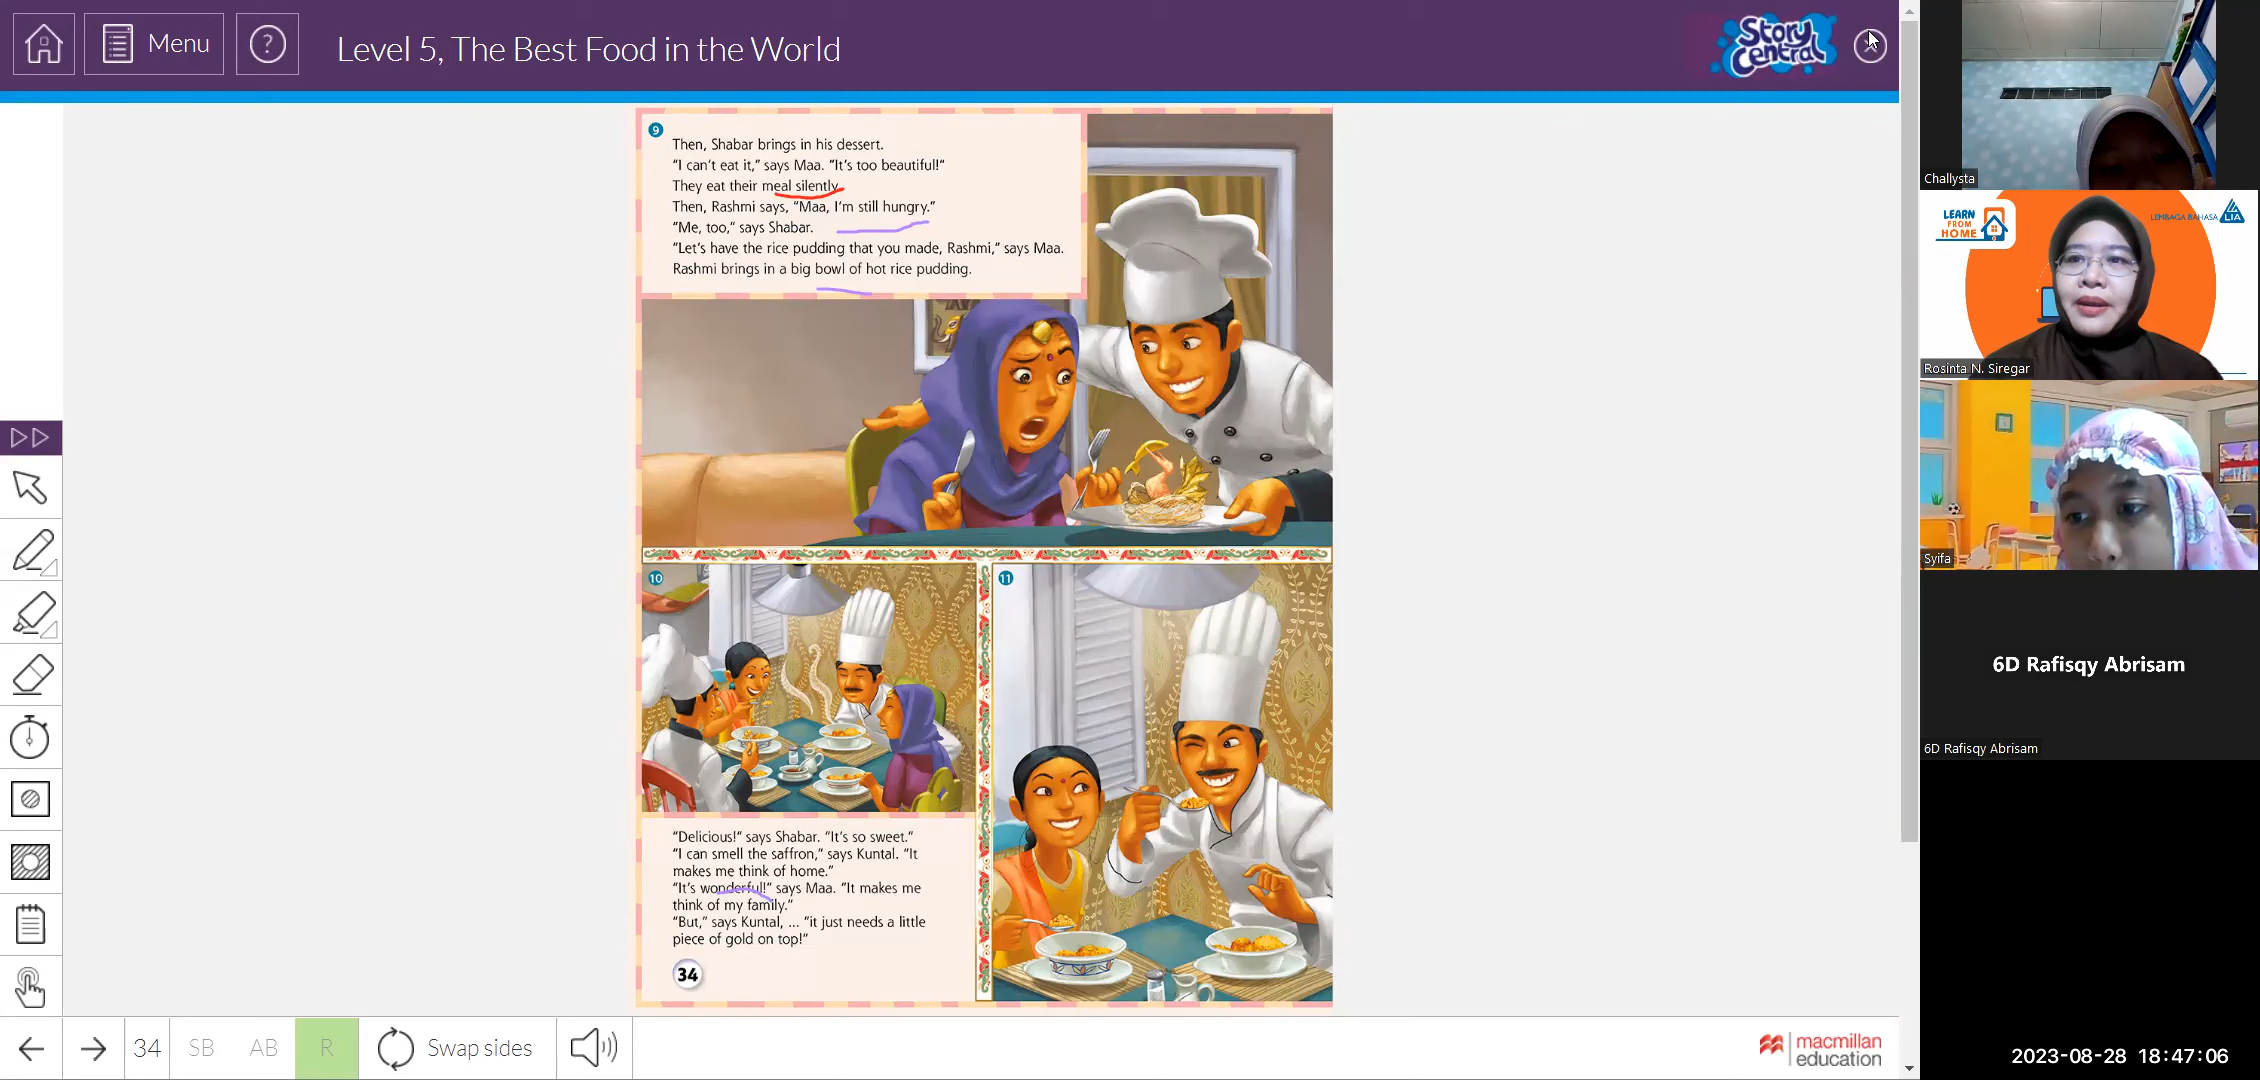 Menu
?
Level 5, The Best Food in the World
Story
Central
9
Then, Shabar brings in his dessert.
"I can't eat it," says Maa. "It's too beautiful!"
They eat their meal silently.
Then, Rashmi says, "Maa, I'm still hungry."
"Me, too," says Shabar.
"Let's have the rice pudding that you made, Rashmi," says Maa.
Rashmi brings in a big bowl of hot rice pudding.
10
11
"Delicious!" says Shabar. "It's so sweet."
"I can smell the saffron," says Kuntal. "It
makes me think of home."
"It's wonderful!" says Maa. "It makes me
think of my family."
"But," says Kuntal, ... "it just needs a little
piece of gold on top!"
34
34
SB
AB
R
Swap sides
macmillan
education
Challysta
LEARN
FROM
HOME
LEMBAGA BAHASA
LIA
Rosinta N. Siregar
Syifa
6D Rafisqy Abrisam
6D Rafisqy Abrisam
2023-08-28 18:47:06